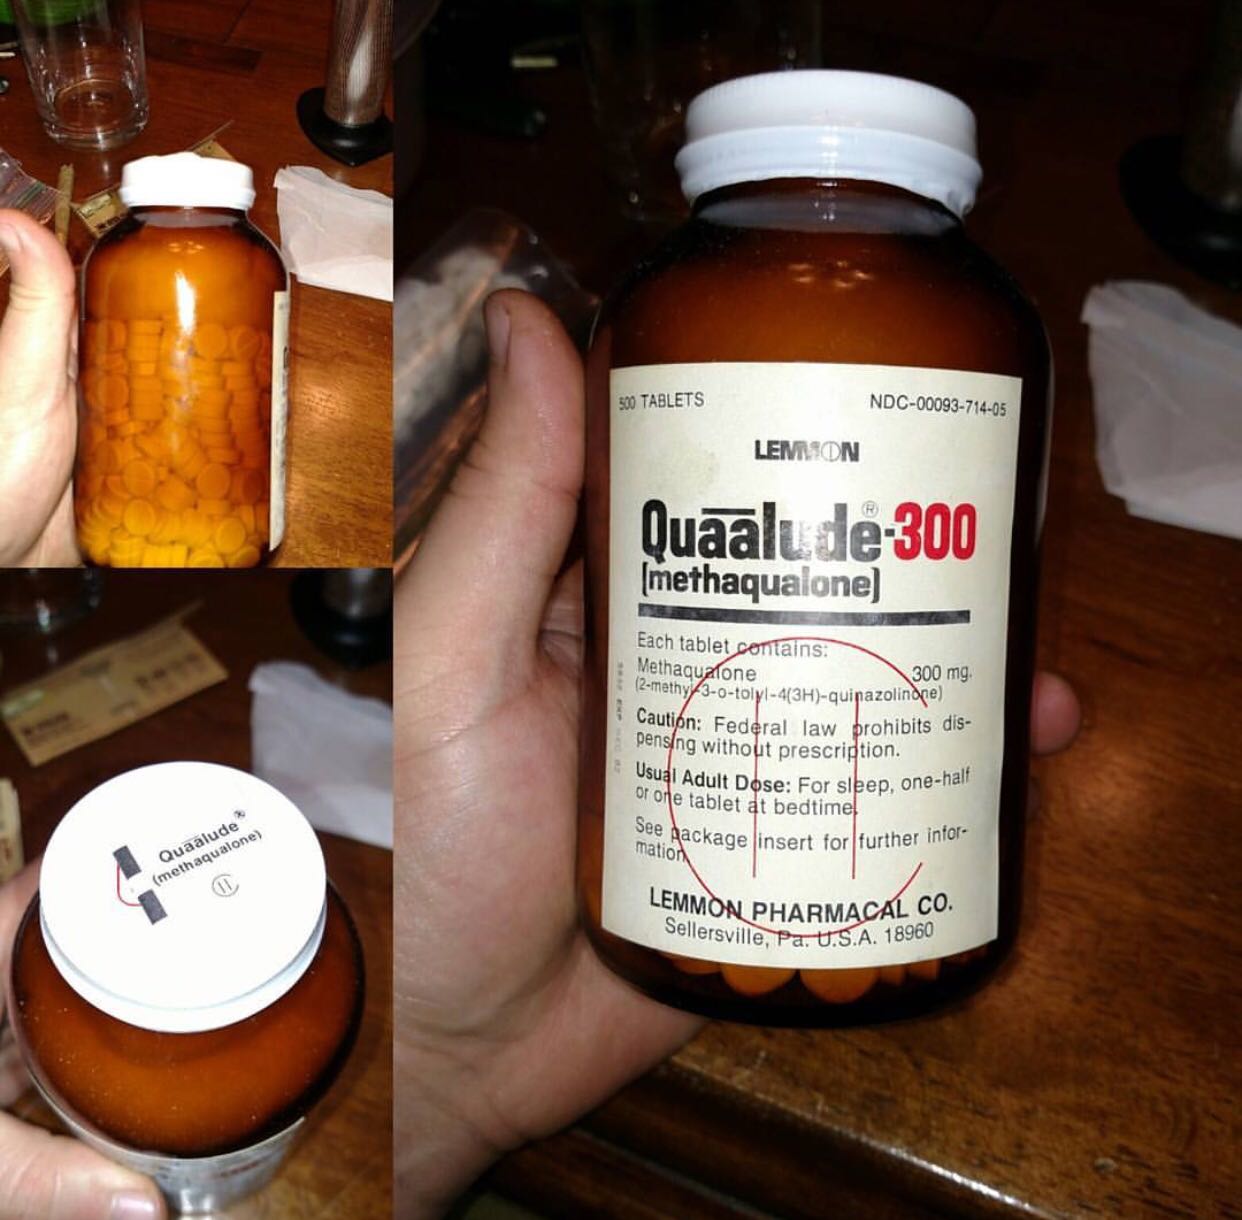 500 TABLETS
NDC-00093-714-05
LEMMON
Quāālude®-300
[methaqualone]
Each tablet contains:
Methaqualone 300 mg.
(2-methyl-3-o-tolyl-4(3H)-quinazolinone)
Caution: Federal law prohibits dis-
pensing without prescription.
Usual Adult Dose: For sleep, one-half
or one tablet at bedtime.
See package insert for further infor-
mation.
LEMMON PHARMACAL CO.
Sellersville, Pa. U.S.A. 18960
Quāālude®
(methaqualone)